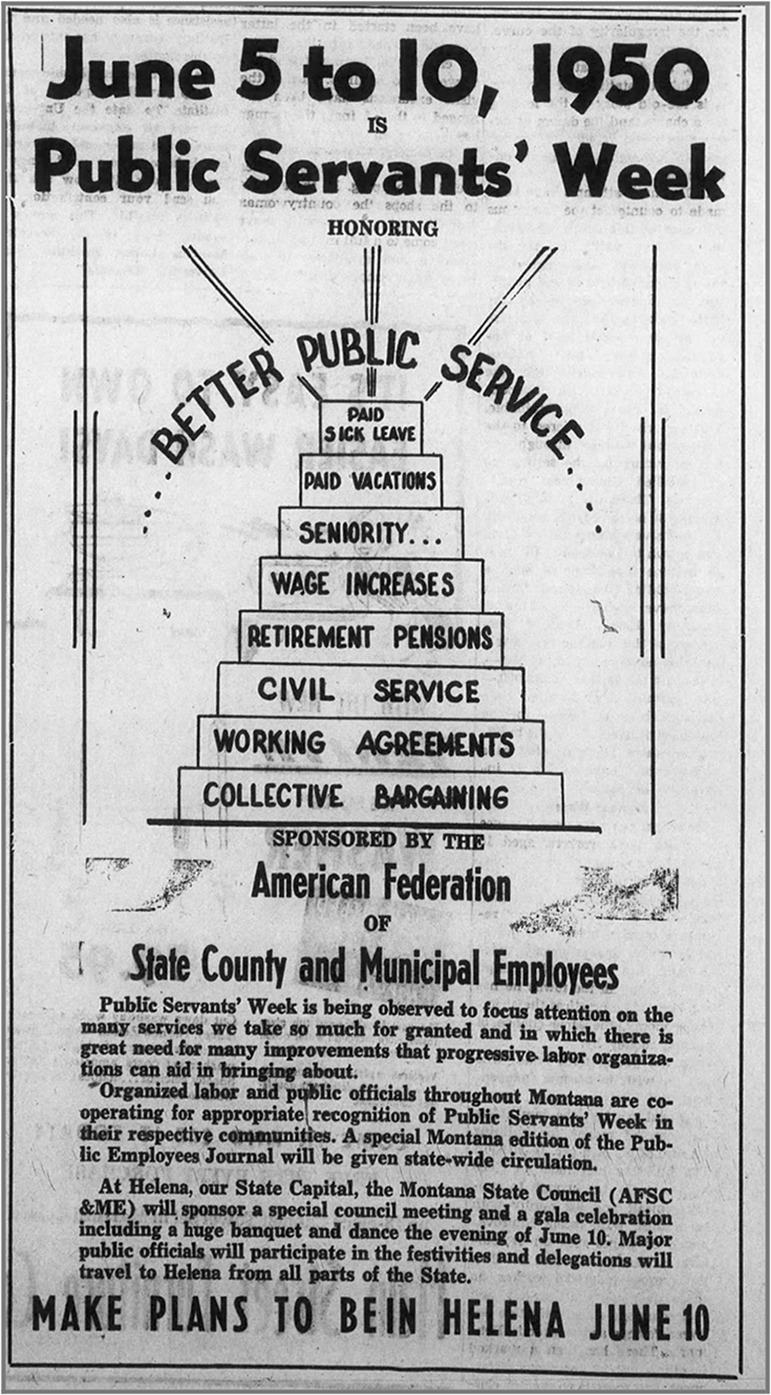 June 5 to 10, 1950
IS
Public Servants' Week
HONORING
BETTER PUBLIC SERVICE
PAID
SICK LEAVE
PAID VACATIONS
SENIORITY...
WAGE INCREASES
RETIREMENT PENSIONS
CIVIL SERVICE
WORKING AGREEMENTS
COLLECTIVE BARGAINING
SPONSORED BY THE
American Federation
OF
State County and Municipal Employees
Public Servants' Week is being observed to focus attention on the
many services we take so much for granted and in which there is
great need for many improvements that progressive labor organiza-
tions can aid in bringing about.
Organized labor and public officials throughout Montana are co-
operating for appropriate recognition of Public Servants' Week in
their respective communities. A special Montana edition of the Pub-
lic Employees Journal will be given state-wide circulation.
At Helena, our State Capital, the Montana State Council (AFSC
&ME) will sponsor a special council meeting and a gala celebration
including a huge banquet and dance the evening of June 10. Major
public officials will participate in the festivities and delegations will
travel to Helena from all parts of the State.
MAKE PLANS TO BE IN HELENA JUNE 10